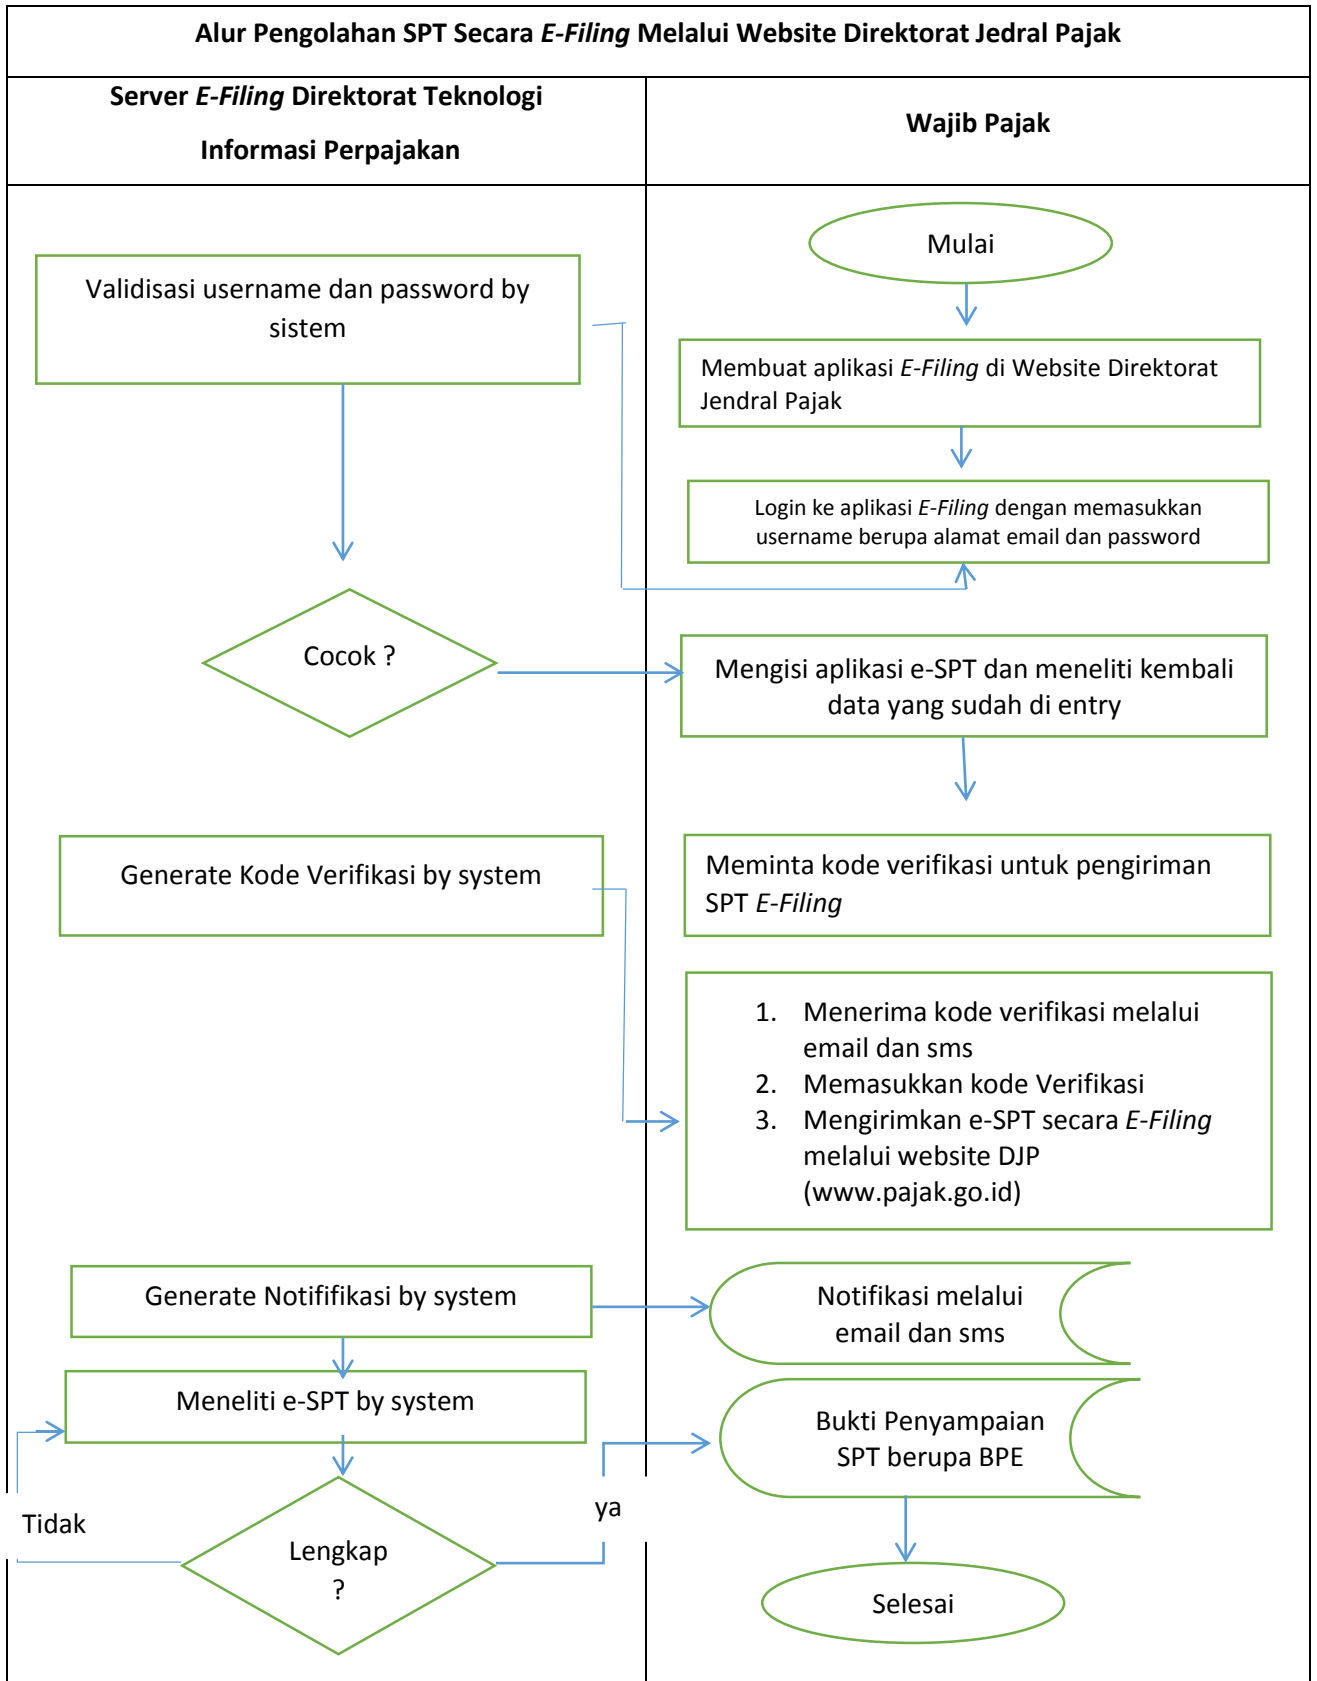 Alur Pengolahan SPT Secara E-Filing Melalui Website Direktorat Jedral Pajak
Server E-Filing Direktorat Teknologi
Informasi Perpajakan
Wajib Pajak
Mulai
Validisasi username dan password by
sistem
Membuat aplikasi E-Filing di Website Direktorat
Jendral Pajak
Login ke aplikasi E-Filing dengan memasukkan
username berupa alamat email dan password
Cocok ?
Mengisi aplikasi e-SPT dan meneliti kembali
data yang sudah di entry
Generate Kode Verifikasi by system
Meminta kode verifikasi untuk pengiriman
SPT E-Filing
1. Menerima kode verifikasi melalui
email dan sms
2. Memasukkan kode Verifikasi
3. Mengirimkan e-SPT secara E-Filing
melalui website DJP
(www.pajak.go.id)
Generate Notififikasi by system
Notifikasi melalui
email dan sms
Meneliti e-SPT by system
Bukti Penyampaian
SPT berupa BPE
Tidak
ya
Lengkap
?
Selesai